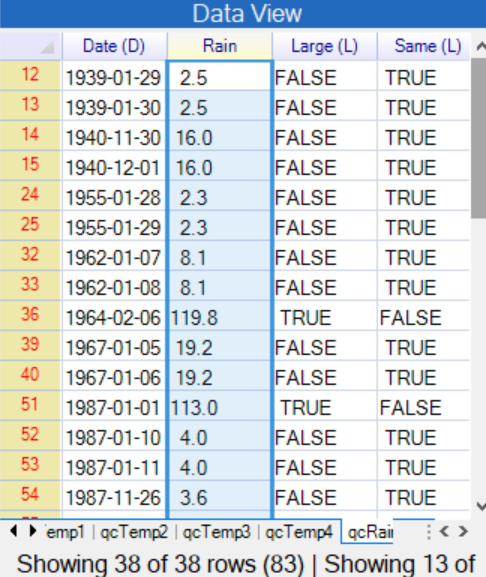 Data View
Date (D) Rain Large (L) Same (L)
12 1939-01-29 2.5 FALSE TRUE
13 1939-01-30 2.5 FALSE TRUE
14 1940-11-30 16.0 FALSE TRUE
15 1940-12-01 16.0 FALSE TRUE
24 1955-01-28 2.3 FALSE TRUE
25 1955-01-29 2.3 FALSE TRUE
32 1962-01-07 8.1 FALSE TRUE
33 1962-01-08 8.1 FALSE TRUE
36 1964-02-06 119.8 TRUE FALSE
39 1967-01-05 19.2 FALSE TRUE
40 1967-01-06 19.2 FALSE TRUE
51 1987-01-01 113.0 TRUE FALSE
52 1987-01-10 4.0 FALSE TRUE
53 1987-01-11 4.0 FALSE TRUE
54 1987-11-26 3.6 FALSE TRUE
emp1 | qcTemp2 | qcTemp3 | qcTemp4 | qcRai
Showing 38 of 38 rows (83) | Showing 13 of